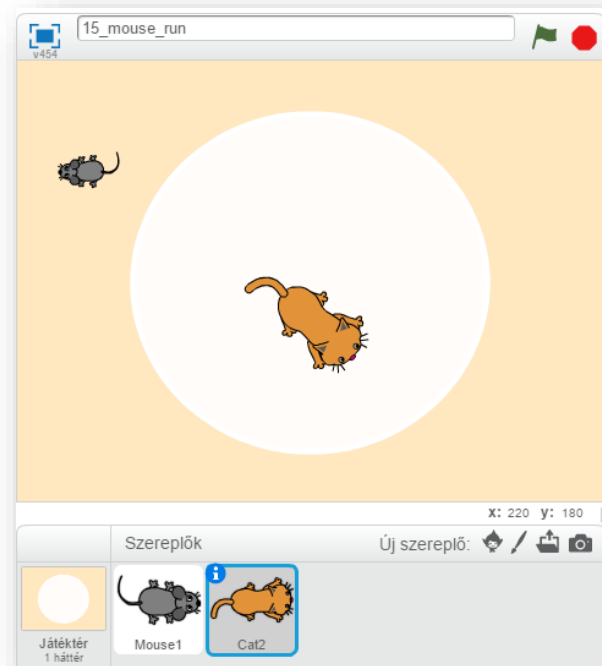 15_mouse_run
v454
x: 220 y: 180
Szereplők
Új szereplő:
Játéktér
1 háttér
Mouse1
Cat2